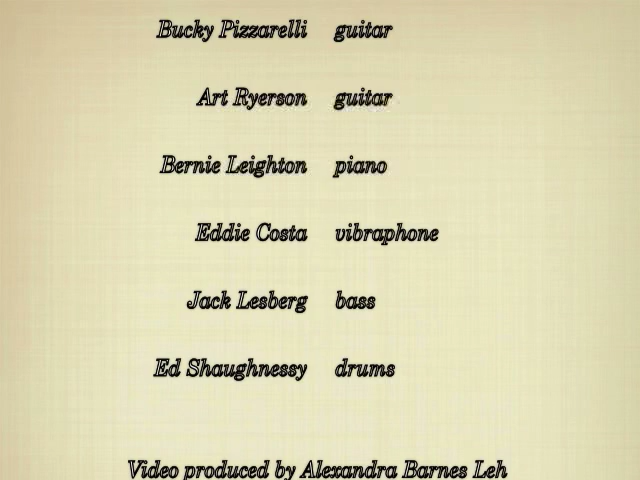 Bucky Pizzarelli guitar
Art Ryerson guitar
Bernie Leighton piano
Eddie Costa vibraphone
Jack Lesberg bass
Ed Shaughnessy drums
Video produced by Alexandra Barnes Leh